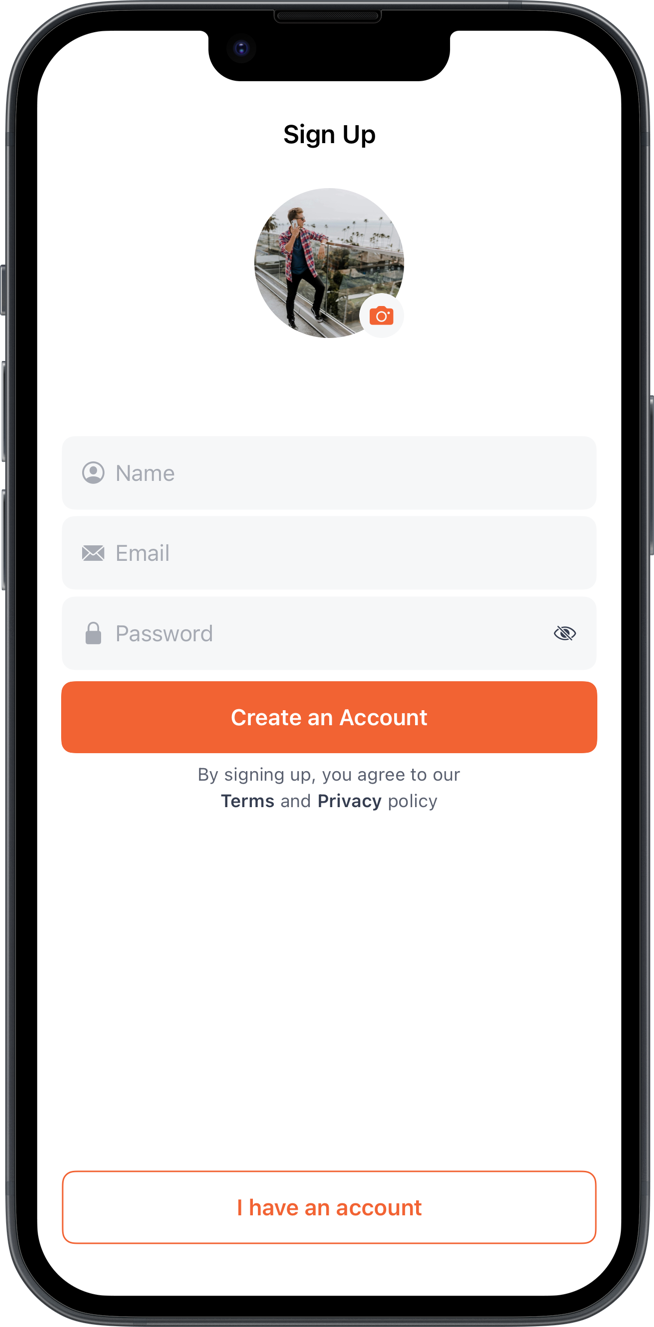 Sign Up
Name
Email
Password
Create an Account
By signing up, you agree to our
Terms and Privacy policy
I have an account